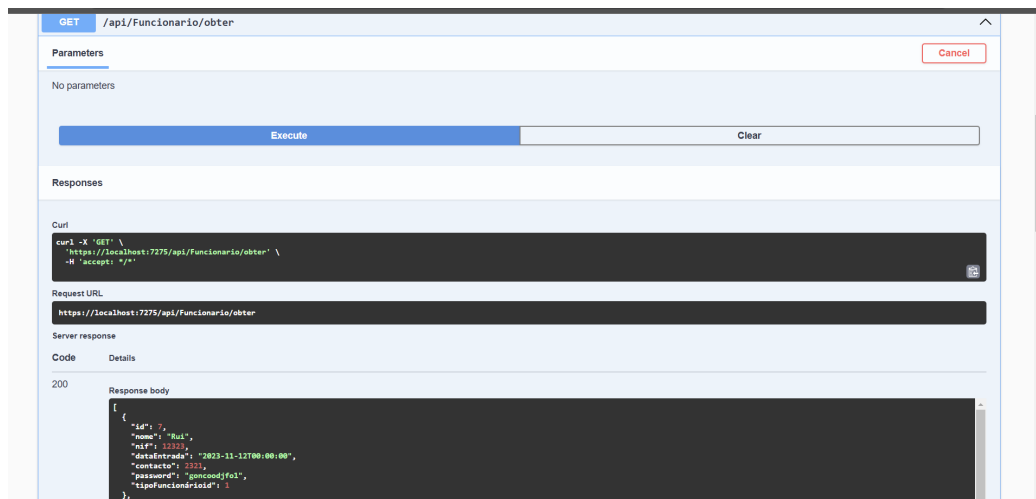 GET /api/Funcionario/obter
Parameters
Cancel
No parameters
Execute
Clear
Responses
Curl
curl -X 'GET' \
'https://localhost:7275/api/Funcionario/obter' \
-H 'accept: */*'
Request URL
https://localhost:7275/api/Funcionario/obter
Server response
Code Details
200
Response body
[
{
"id": 7,
"nome": "Rui",
"nif": 12323,
"dataEntrada": "2023-11-12T00:00:00",
"contacto": 2321,
"password": "goncoodjfol",
"tipoFuncionárioid": 1
},